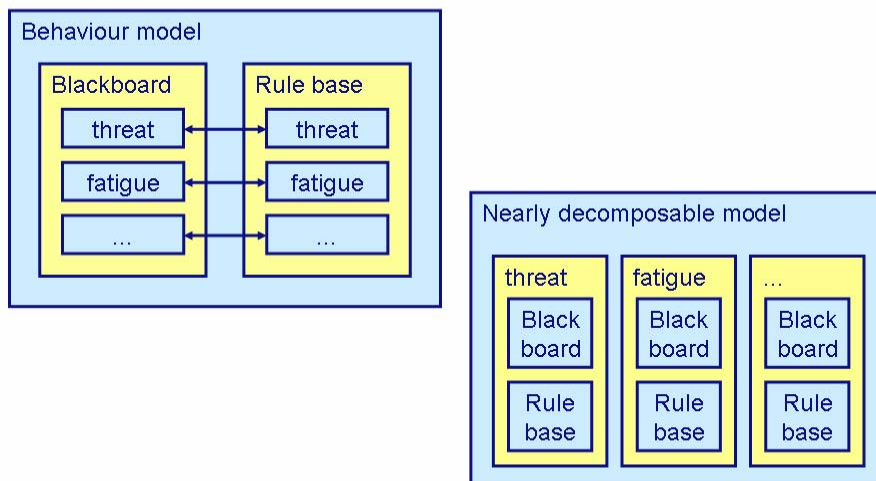 Behaviour model
Blackboard Rule base
threat threat
fatigue fatigue
... ...
Nearly decomposable model
threat fatigue ...
Black Black Black
board board board
Rule Rule Rule
base base base